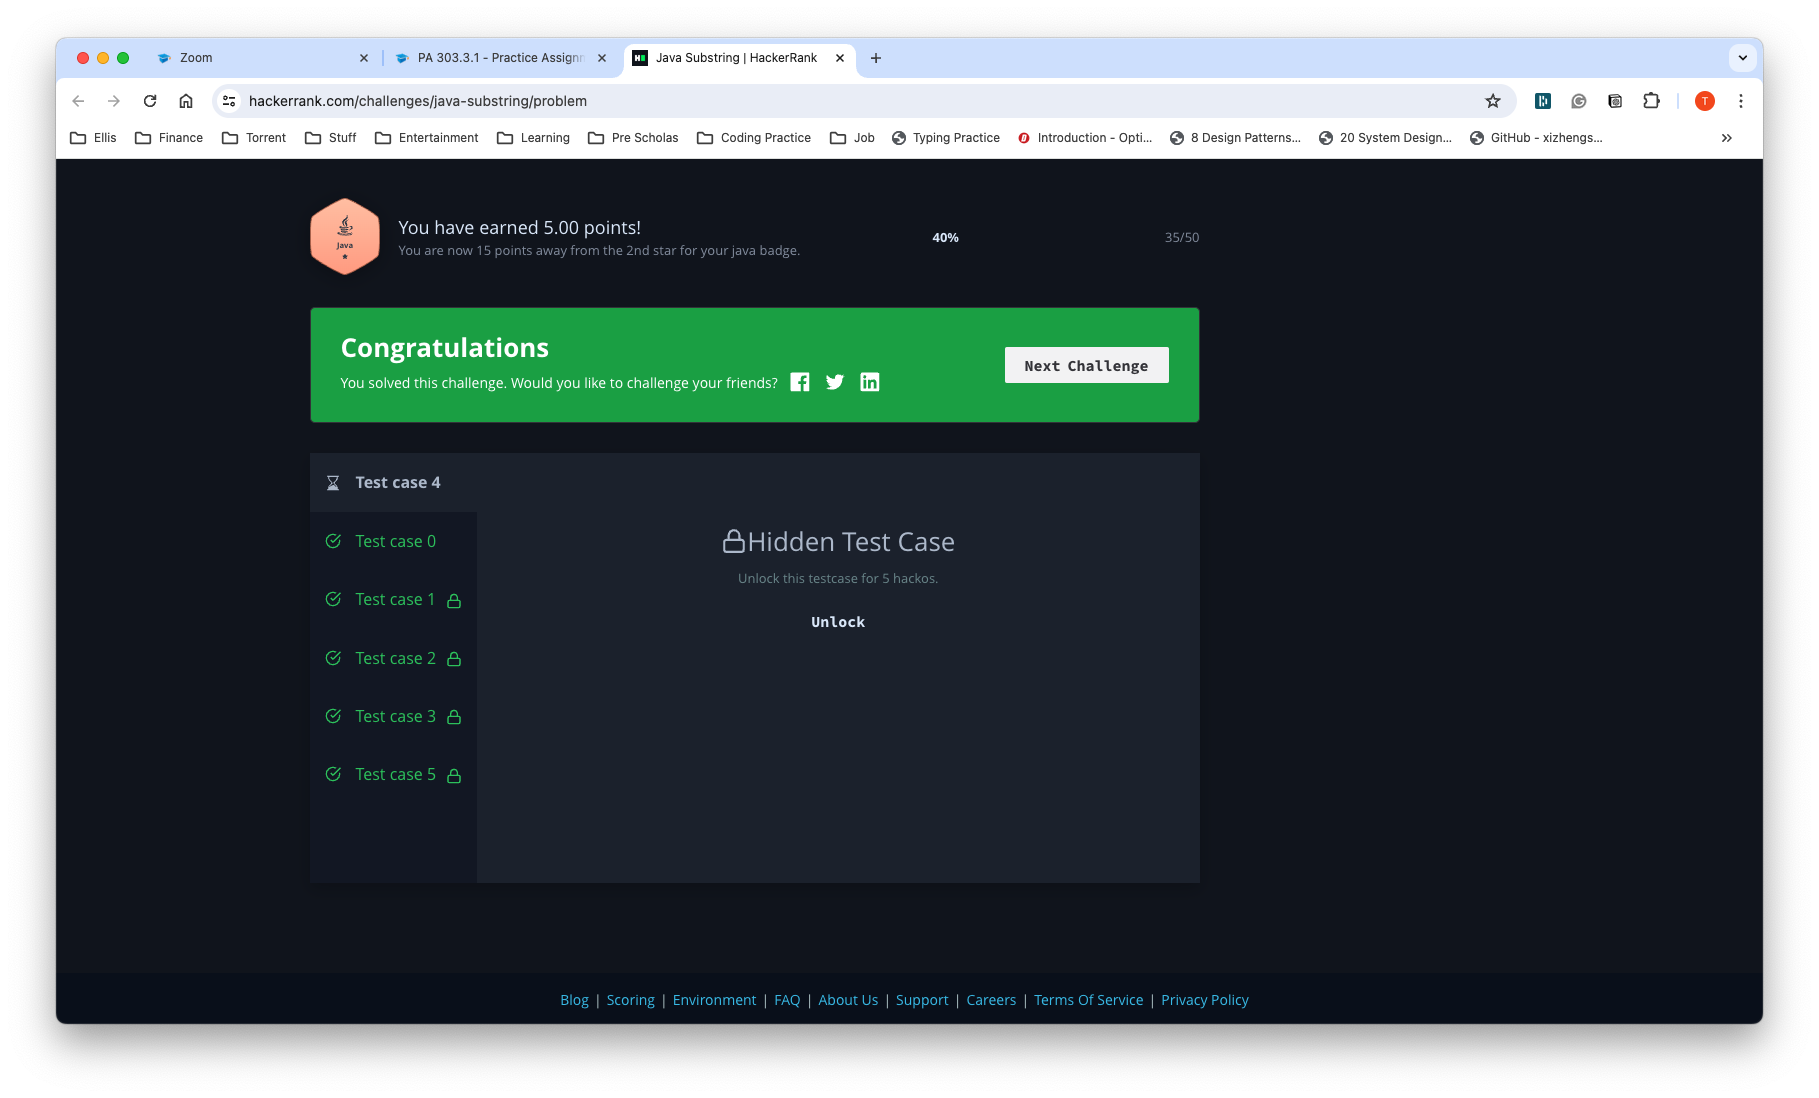 Zoom
PA 303.3.1 - Practice Assignm
Java Substring | HackerRank
hackerrank.com/challenges/java-substring/problem
T
Ellis
Finance
Torrent
Stuff
Entertainment
Learning
Pre Scholas
Coding Practice
Job
Typing Practice
Introduction - Opti...
8 Design Patterns...
20 System Design...
GitHub - xizhengs...
Java
You have earned 5.00 points!
You are now 15 points away from the 2nd star for your java badge.
40%
35/50
Congratulations
You solved this challenge. Would you like to challenge your friends?
Next Challenge
Test case 4
Test case 0
Test case 1
Test case 2
Test case 3
Test case 5
Hidden Test Case
Unlock this testcase for 5 hackos.
Unlock
Blog | Scoring | Environment | FAQ | About Us | Support | Careers | Terms Of Service | Privacy Policy